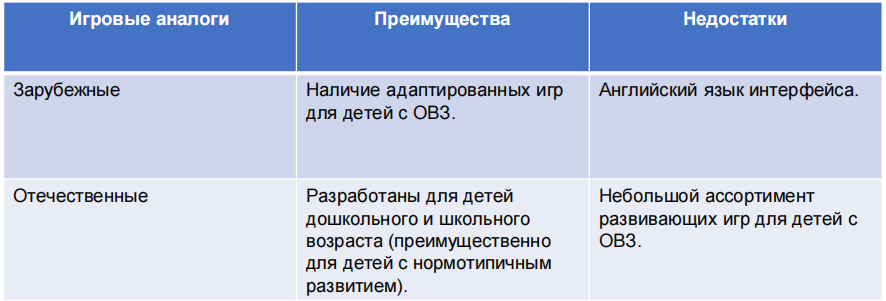 Игровые аналоги
Преимущества
Недостатки
Зарубежные
Наличие адаптированных игр
для детей с ОВЗ.
Английский язык интерфейса.
Отечественные
Разработаны для детей
дошкольного и школьного
возраста (преимущественно
для детей с нормотипичным
развитием).
Небольшой ассортимент
развивающих игр для детей с
ОВЗ.